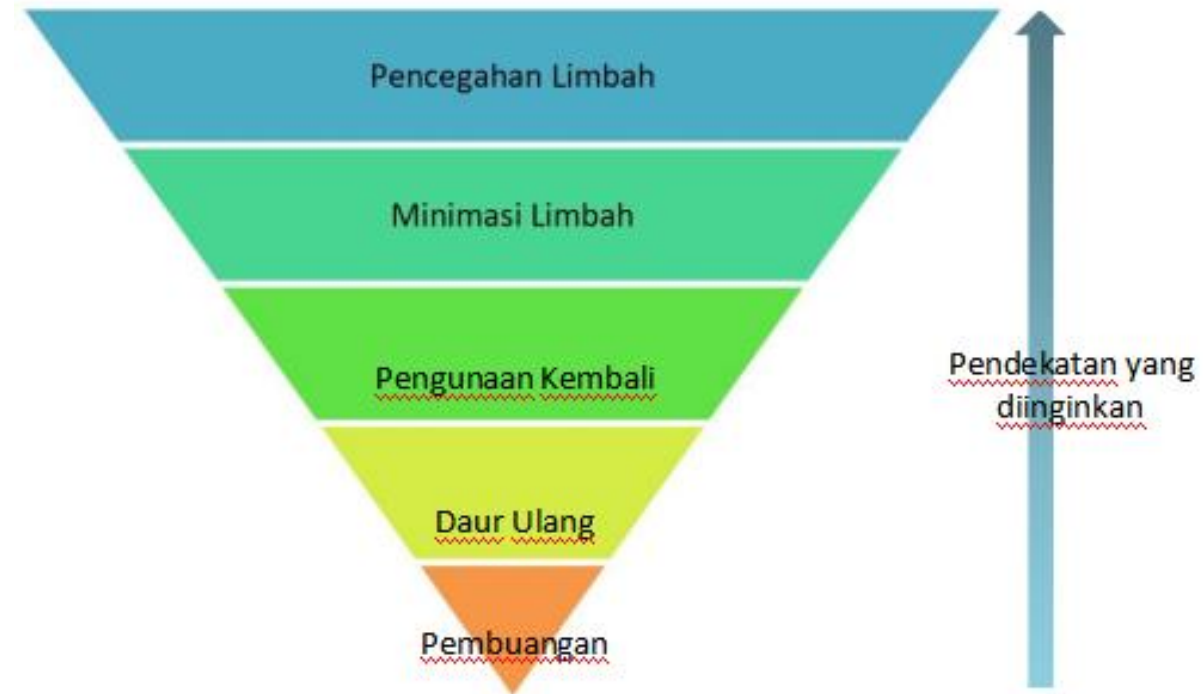 Pencegahan Limbah
Minimasi Limbah
Pengunaan Kembali
Daur Ulang
Pembuangan
Pendekatan yang
diinginkan